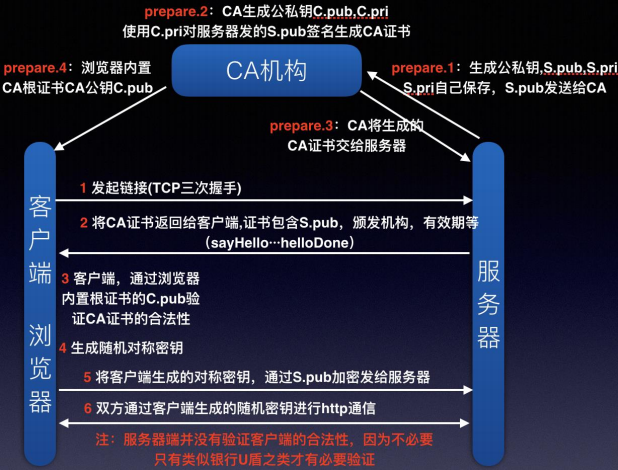 prepare.2：CA生成公私钥C.pub,C.pri
使用C.pri对服务器发的S.pub签名生成CA证书
CA机构
prepare.4：浏览器内置
CA根证书CA公钥C.pub
prepare.1：生成公私钥,S.pub,S.pri
S.pri自己保存，S.pub发送给CA
prepare.3：CA将生成的
CA证书交给服务器
客户端 浏览器
服务器
1 发起链接(TCP三次握手)
2 将CA证书返回给客户端,证书包含S.pub，颁发机构，有效期等
（sayHello…helloDone）
3 客户端，通过浏览器
内置根证书的C.pub验
证CA证书的合法性
4 生成随机对称密钥
5 将客户端生成的对称密钥，通过S.pub加密发给服务器
6 双方通过客户端生成的随机密钥进行http通信
注：服务器端并没有验证客户端的合法性，因为不必要
只有类似银行U盾之类才有必要验证